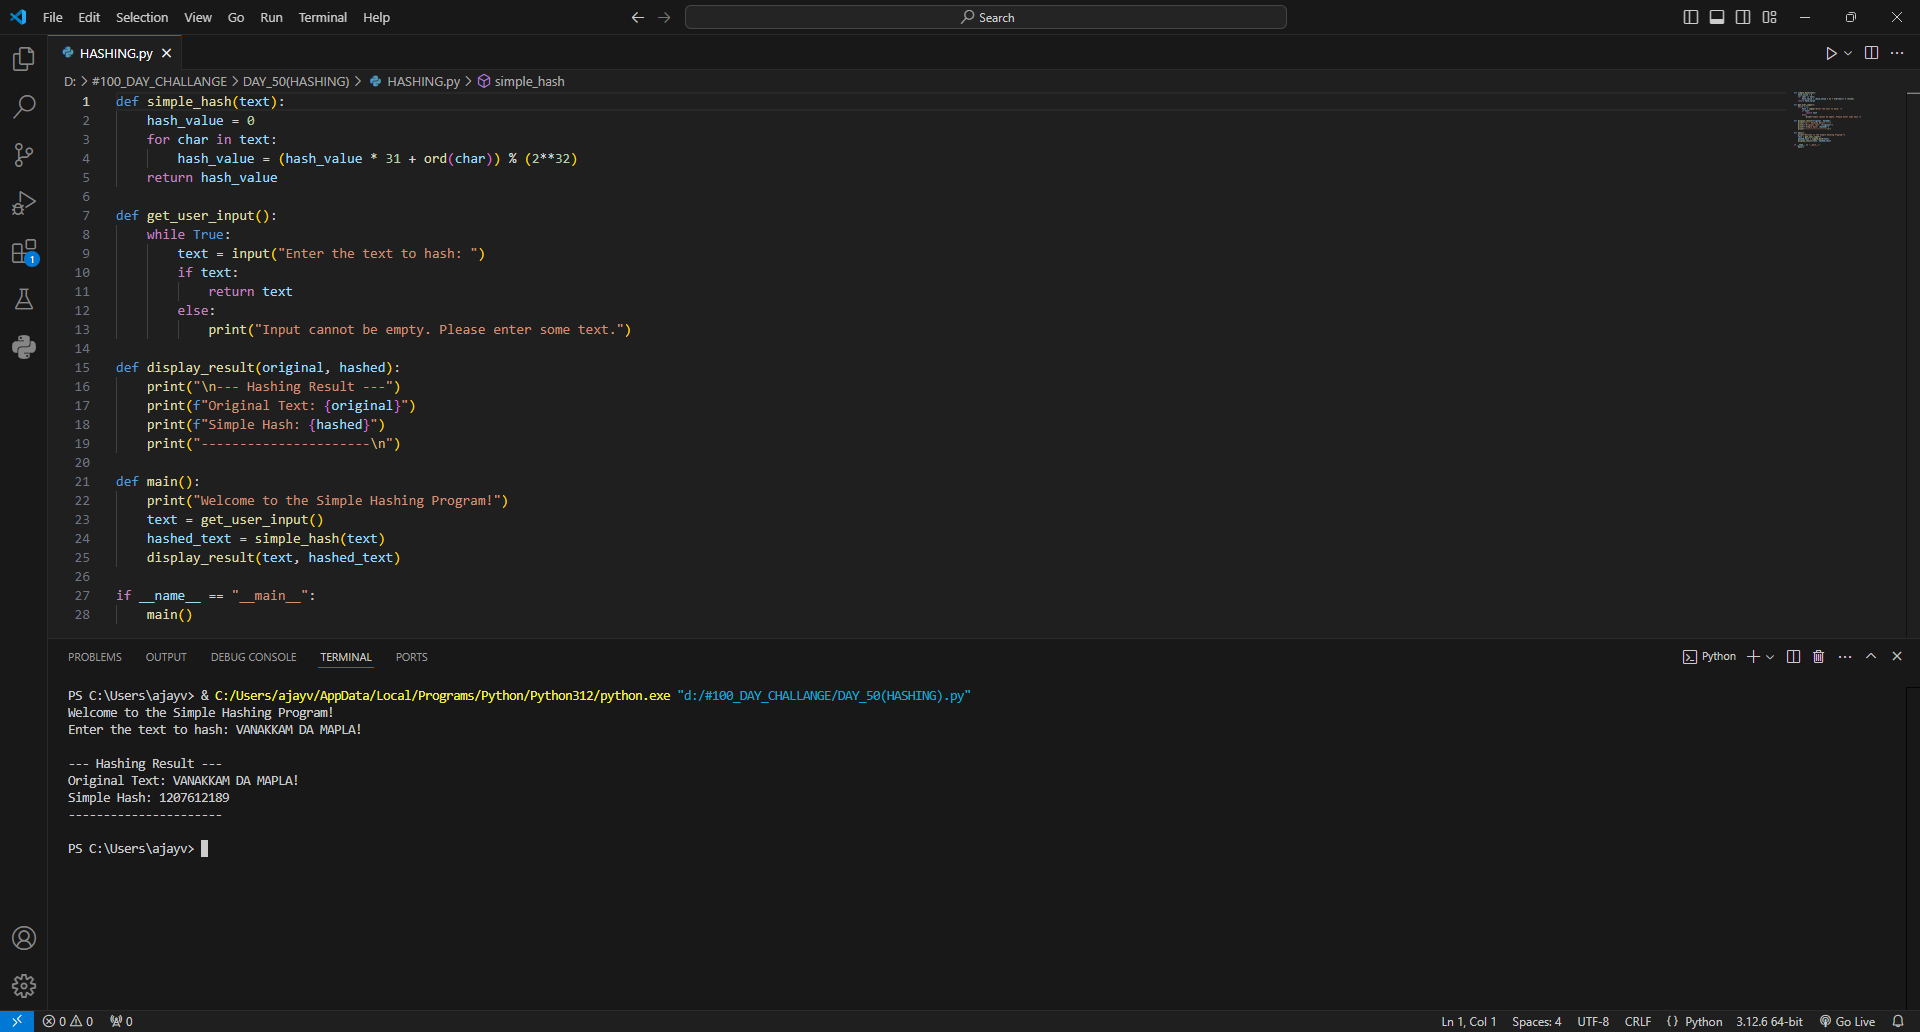 File Edit Selection View Go Run Terminal Help
Search
HASHING.py
D: > #100_DAY_CHALLANGE > DAY_50(HASHING) > HASHING.py > simple_hash
1 def simple_hash(text):
2     hash_value = 0
3     for char in text:
4         hash_value = (hash_value * 31 + ord(char)) % (2**32)
5     return hash_value
6
7 def get_user_input():
8     while True:
9         text = input("Enter the text to hash: ")
10         if text:
11             return text
12         else:
13             print("Input cannot be empty. Please enter some text.")
14
15 def display_result(original, hashed):
16     print("\n--- Hashing Result ---")
17     print(f"Original Text: {original}")
18     print(f"Simple Hash: {hashed}")
19     print("----------------------\n")
20
21 def main():
22     print("Welcome to the Simple Hashing Program!")
23     text = get_user_input()
24     hashed_text = simple_hash(text)
25     display_result(text, hashed_text)
26
27 if __name__ == "__main__":
28     main()
1
PROBLEMS OUTPUT DEBUG CONSOLE TERMINAL PORTS
Python
PS C:\Users\ajayv> & C:/Users/ajayv/AppData/Local/Programs/Python/Python312/python.exe "d:/#100_DAY_CHALLANGE/DAY_50(HASHING).py"
Welcome to the Simple Hashing Program!
Enter the text to hash: VANAKKAM DA MAPLA!
--- Hashing Result ---
Original Text: VANAKKAM DA MAPLA!
Simple Hash: 1207612189
----------------------
PS C:\Users\ajayv>
0 0 0 Ln 1, Col 1 Spaces: 4 UTF-8 CRLF {} Python 3.12.6 64-bit Go Live